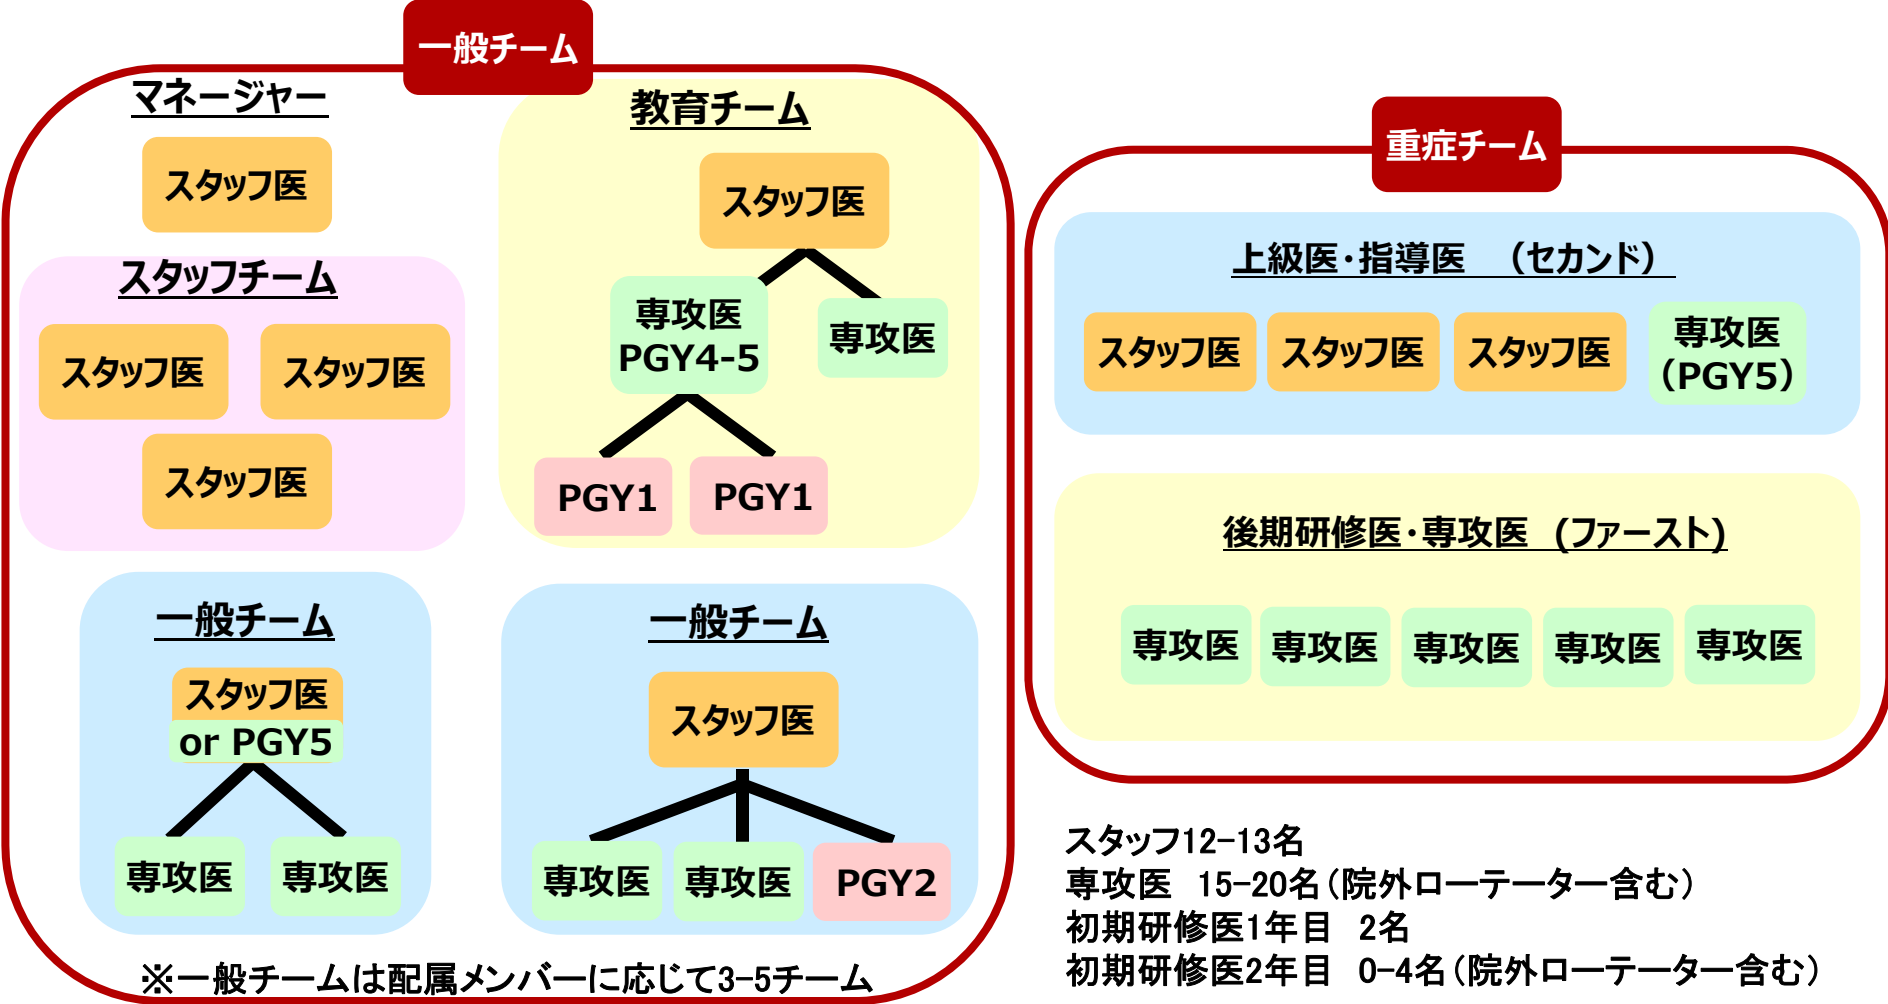 一般チーム
マネージャー
スタッフ医
スタッフチーム
スタッフ医
スタッフ医
スタッフ医
教育チーム
スタッフ医
専攻医
PGY4-5
専攻医
PGY1
PGY1
一般チーム
スタッフ医
or PGY5
専攻医
専攻医
一般チーム
スタッフ医
専攻医
専攻医
PGY2
※一般チームは配属メンバーに応じて3-5チーム
重症チーム
上級医・指導医 (セカンド)
スタッフ医
スタッフ医
スタッフ医
専攻医
(PGY5)
後期研修医・専攻医 (ファースト)
専攻医
専攻医
専攻医
専攻医
専攻医
スタッフ12-13名
専攻医 15-20名(院外ローテーター含む)
初期研修医1年目 2名
初期研修医2年目 0-4名(院外ローテーター含む)